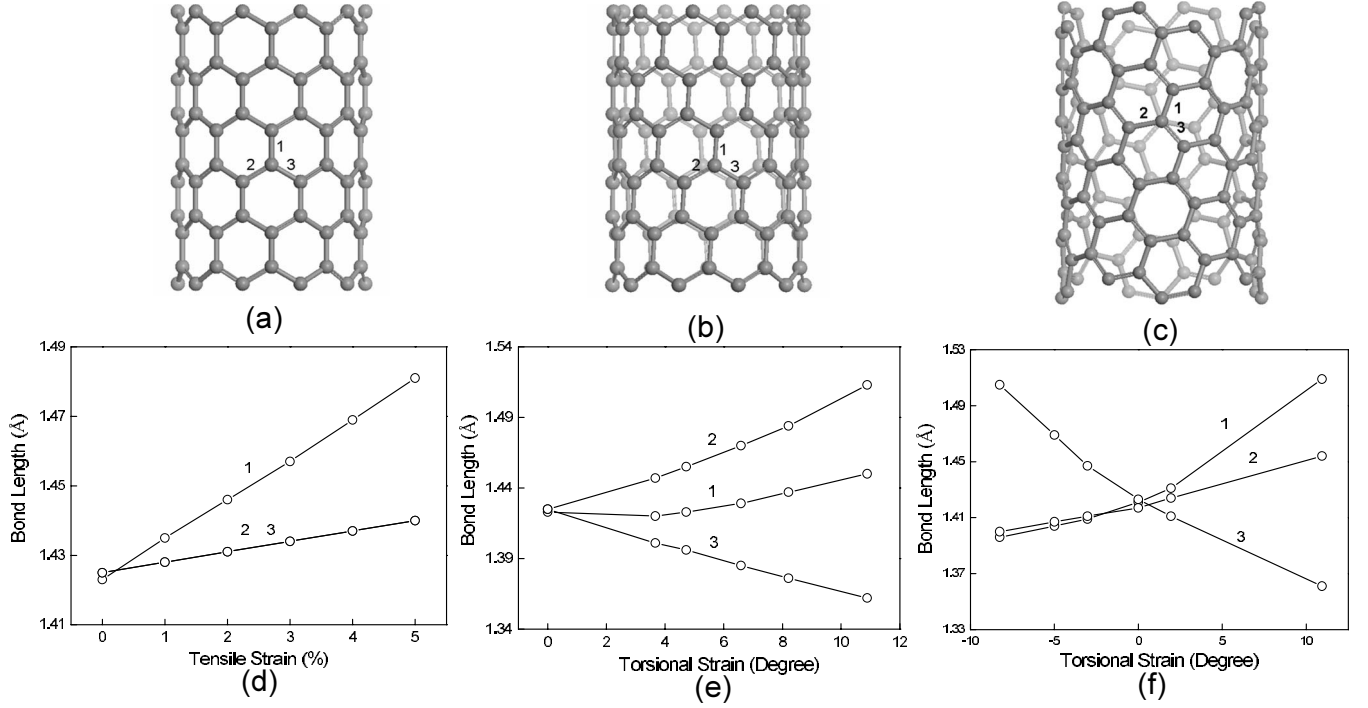 1
2 3
(a)
1
2 3
(b)
1
2
3
(c)
Bond Length (Å)
1.49
1.47
1.45
1.43
1.41
1
2 3
0 1 2 3 4 5
Tensile Strain (%)
(d)
Bond Length (Å)
1.54
1.49
1.44
1.39
1.34
2
1
3
0 2 4 6 8 10 12
Torsional Strain (Degree)
(e)
Bond Length (Å)
1.53
1.49
1.45
1.41
1.37
1.33
1
2
3
-10 -5 0 5 10
Torsional Strain (Degree)
(f)